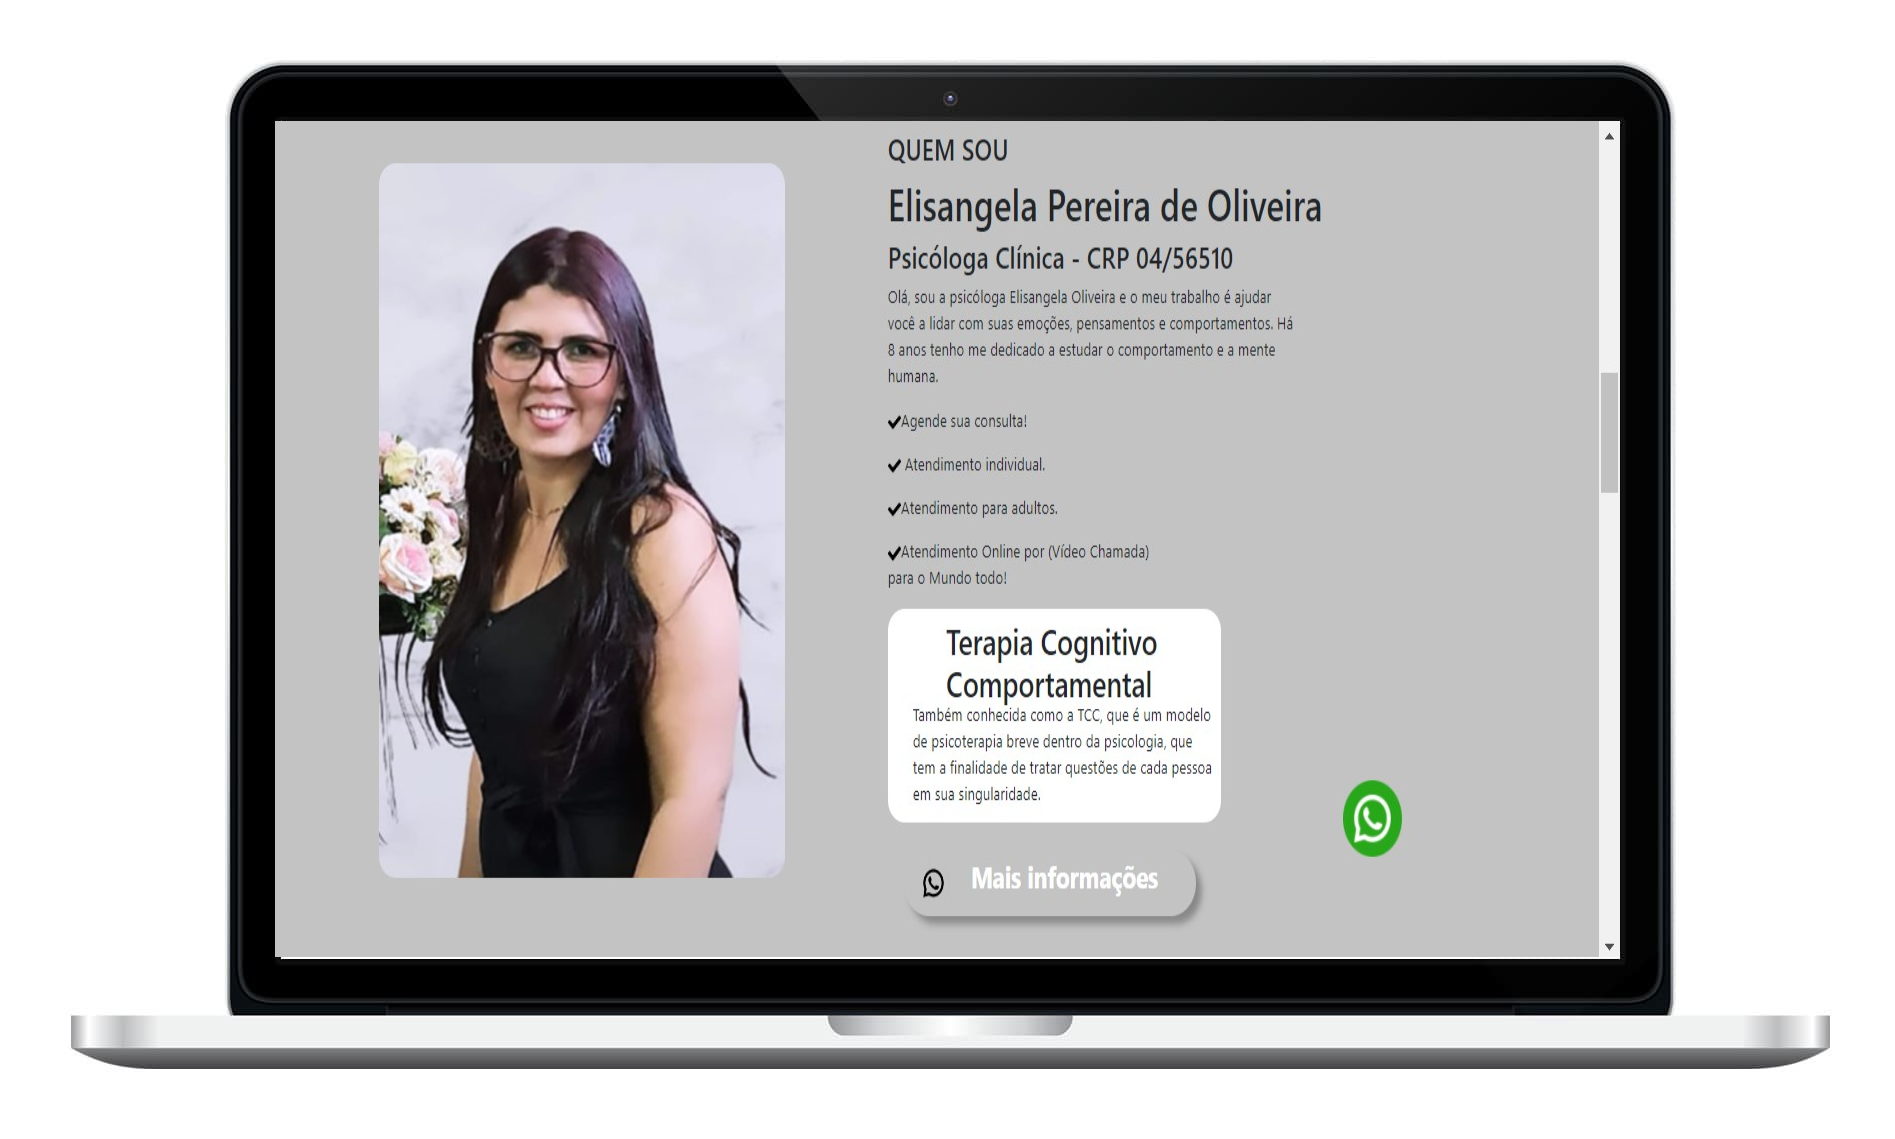 QUEM SOU
Elisangela Pereira de Oliveira
Psicóloga Clínica - CRP 04/56510
Olá, sou a psicóloga Elisangela Oliveira e o meu trabalho é ajudar
você a lidar com suas emoções, pensamentos e comportamentos. Há
8 anos tenho me dedicado a estudar o comportamento e a mente
humana.
✔Agende sua consulta!
✔ Atendimento individual.
✔Atendimento para adultos.
✔Atendimento Online por (Vídeo Chamada)
para o Mundo todo!
Terapia Cognitivo
Comportamental
Também conhecida como a TCC, que é um modelo
de psicoterapia breve dentro da psicologia, que
tem a finalidade de tratar questões de cada pessoa
em sua singularidade.
Mais informações